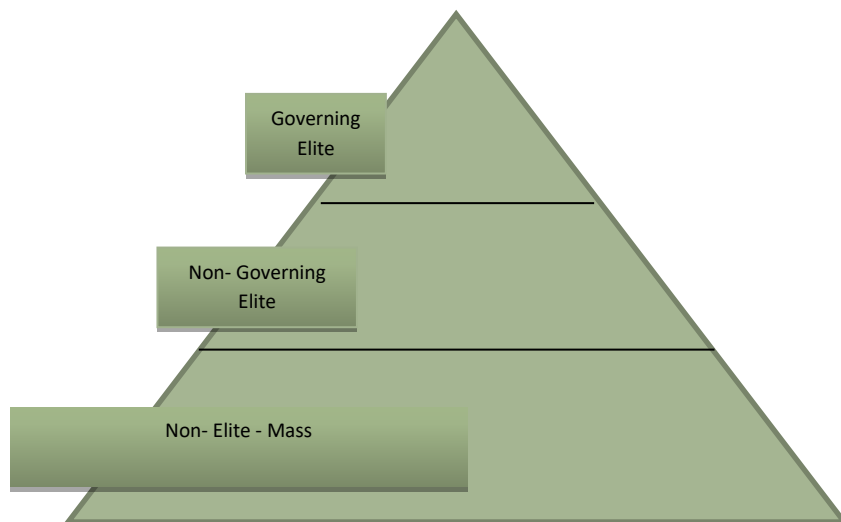 Governing
Elite
Non- Governing
Elite
Non- Elite - Mass